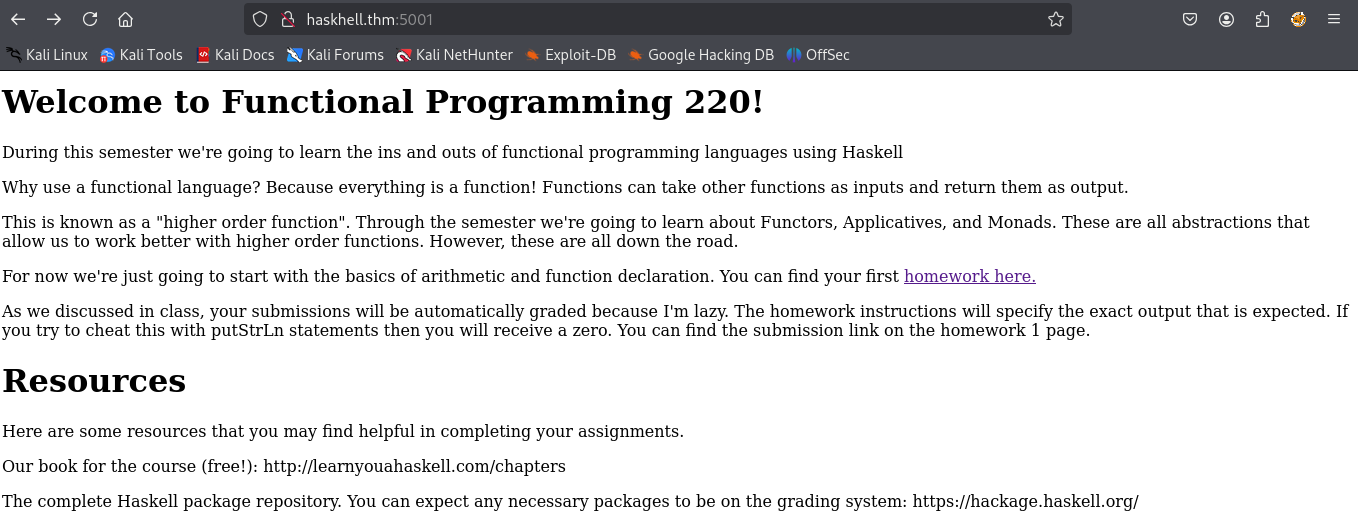 haskhell.thm:5001
Kali Linux Kali Tools Kali Docs Kali Forums Kali NetHunter Exploit-DB Google Hacking DB OffSec
Welcome to Functional Programming 220!
During this semester we're going to learn the ins and outs of functional programming languages using Haskell
Why use a functional language? Because everything is a function! Functions can take other functions as inputs and return them as output.
This is known as a "higher order function". Through the semester we're going to learn about Functors, Applicatives, and Monads. These are all abstractions that
allow us to work better with higher order functions. However, these are all down the road.
For now we're just going to start with the basics of arithmetic and function declaration. You can find your first homework here.
As we discussed in class, your submissions will be automatically graded because I'm lazy. The homework instructions will specify the exact output that is expected. If
you try to cheat this with putStrLn statements then you will receive a zero. You can find the submission link on the homework 1 page.
Resources
Here are some resources that you may find helpful in completing your assignments.
Our book for the course (free!): http://learnyouahaskell.com/chapters
The complete Haskell package repository. You can expect any necessary packages to be on the grading system: https://hackage.haskell.org/